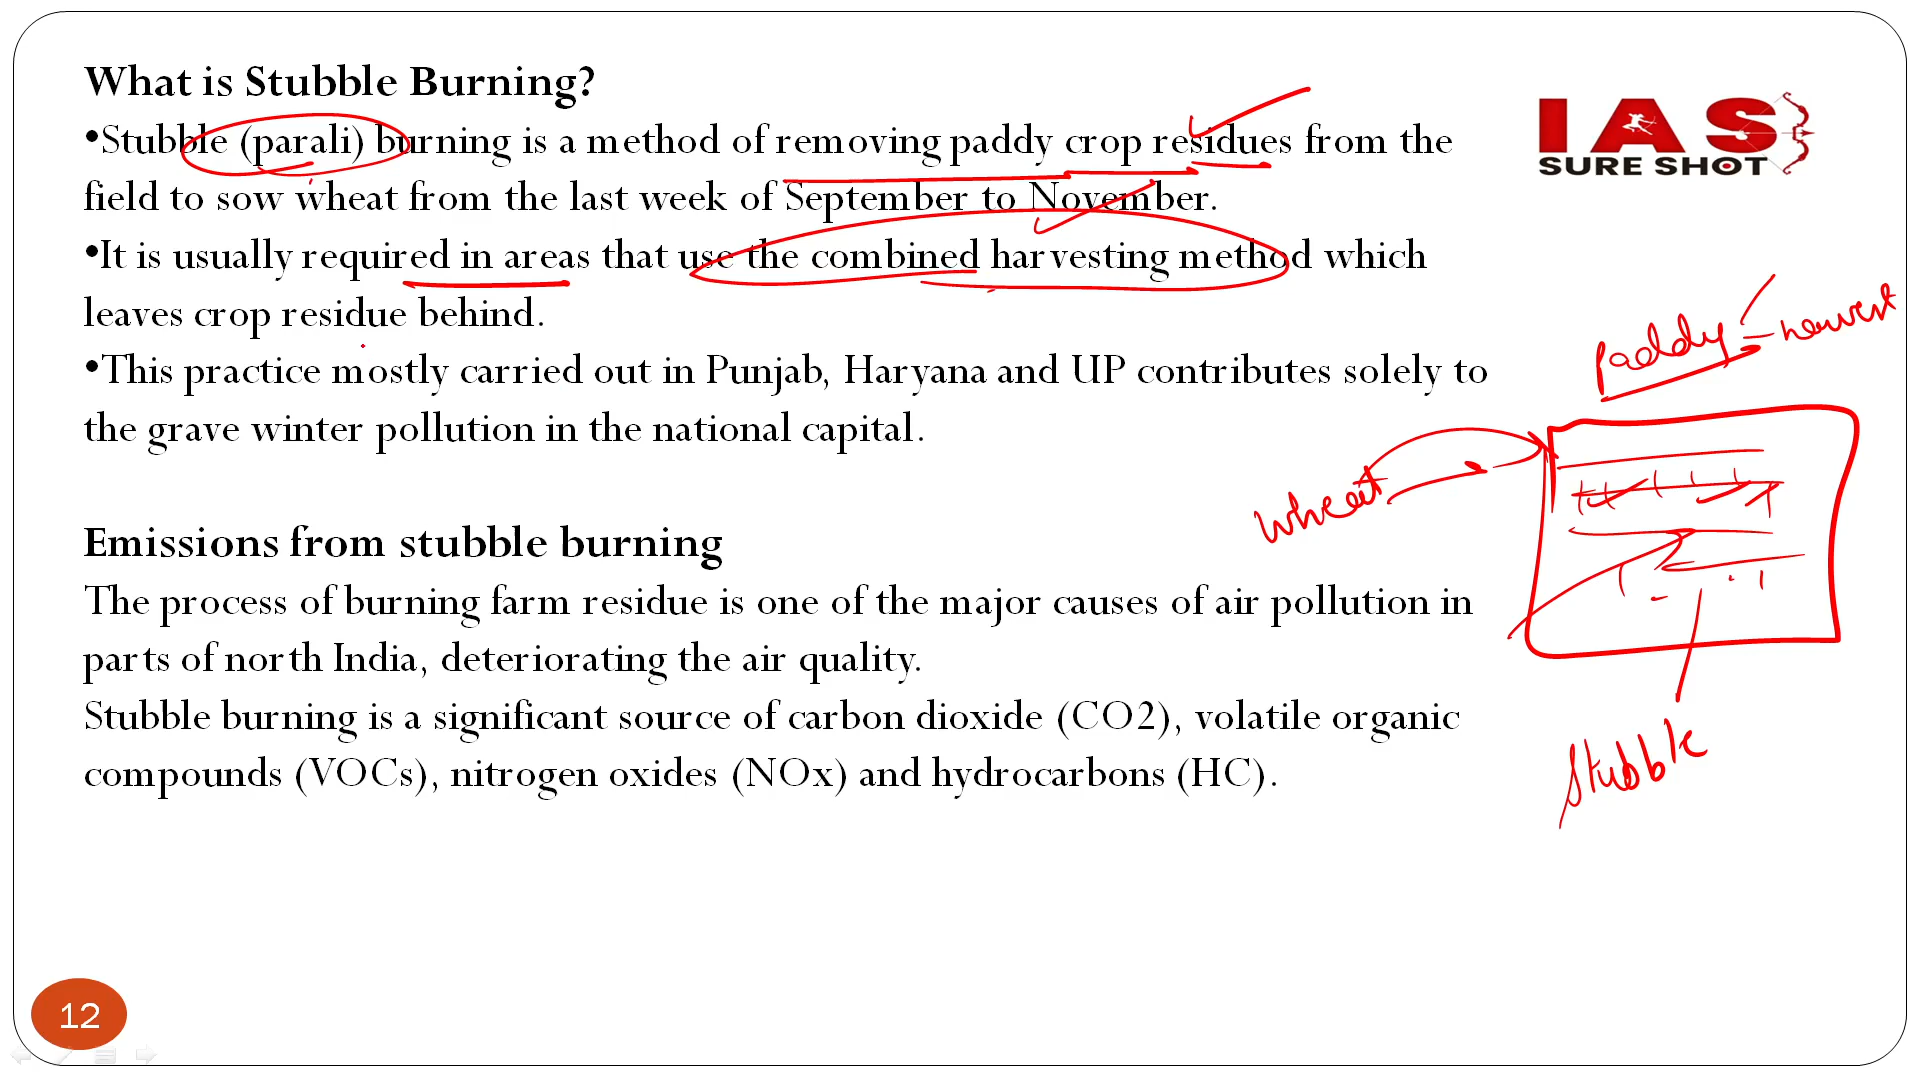 What is Stubble Burning?
•Stubble (parali) burning is a method of removing paddy crop residues from the
field to sow wheat from the last week of September to November.
•It is usually required in areas that use the combined harvesting method which
leaves crop residue behind.
•This practice mostly carried out in Punjab, Haryana and UP contributes solely to
the grave winter pollution in the national capital.
Emissions from stubble burning
The process of burning farm residue is one of the major causes of air pollution in
parts of north India, deteriorating the air quality.
Stubble burning is a significant source of carbon dioxide (CO2), volatile organic
compounds (VOCs), nitrogen oxides (NOx) and hydrocarbons (HC).
IAS
SURE SHOT
Paddy
wheat
Stubble
12